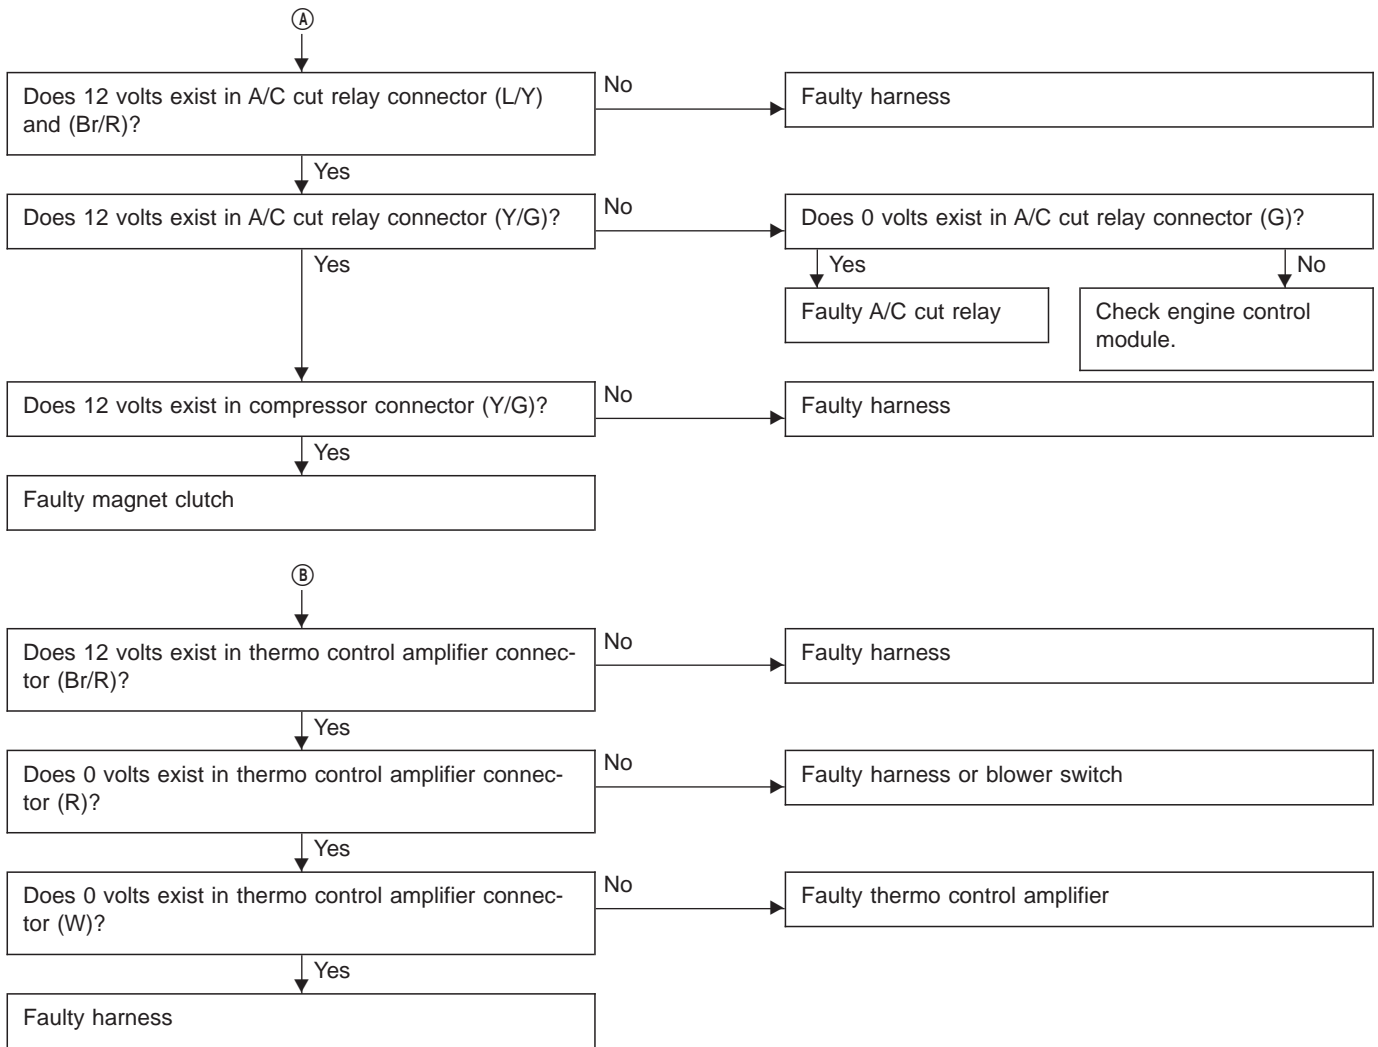 Ⓐ
Does 12 volts exist in A/C cut relay connector (L/Y)
and (Br/R)?
No
Faulty harness
Yes
Does 12 volts exist in A/C cut relay connector (Y/G)?
No
Does 0 volts exist in A/C cut relay connector (G)?
Yes
Yes
No
Faulty A/C cut relay
Check engine control
module.
Does 12 volts exist in compressor connector (Y/G)?
No
Faulty harness
Yes
Faulty magnet clutch
Ⓑ
Does 12 volts exist in thermo control amplifier connec-
tor (Br/R)?
No
Faulty harness
Yes
Does 0 volts exist in thermo control amplifier connec-
tor (R)?
No
Faulty harness or blower switch
Yes
Does 0 volts exist in thermo control amplifier connec-
tor (W)?
No
Faulty thermo control amplifier
Yes
Faulty harness